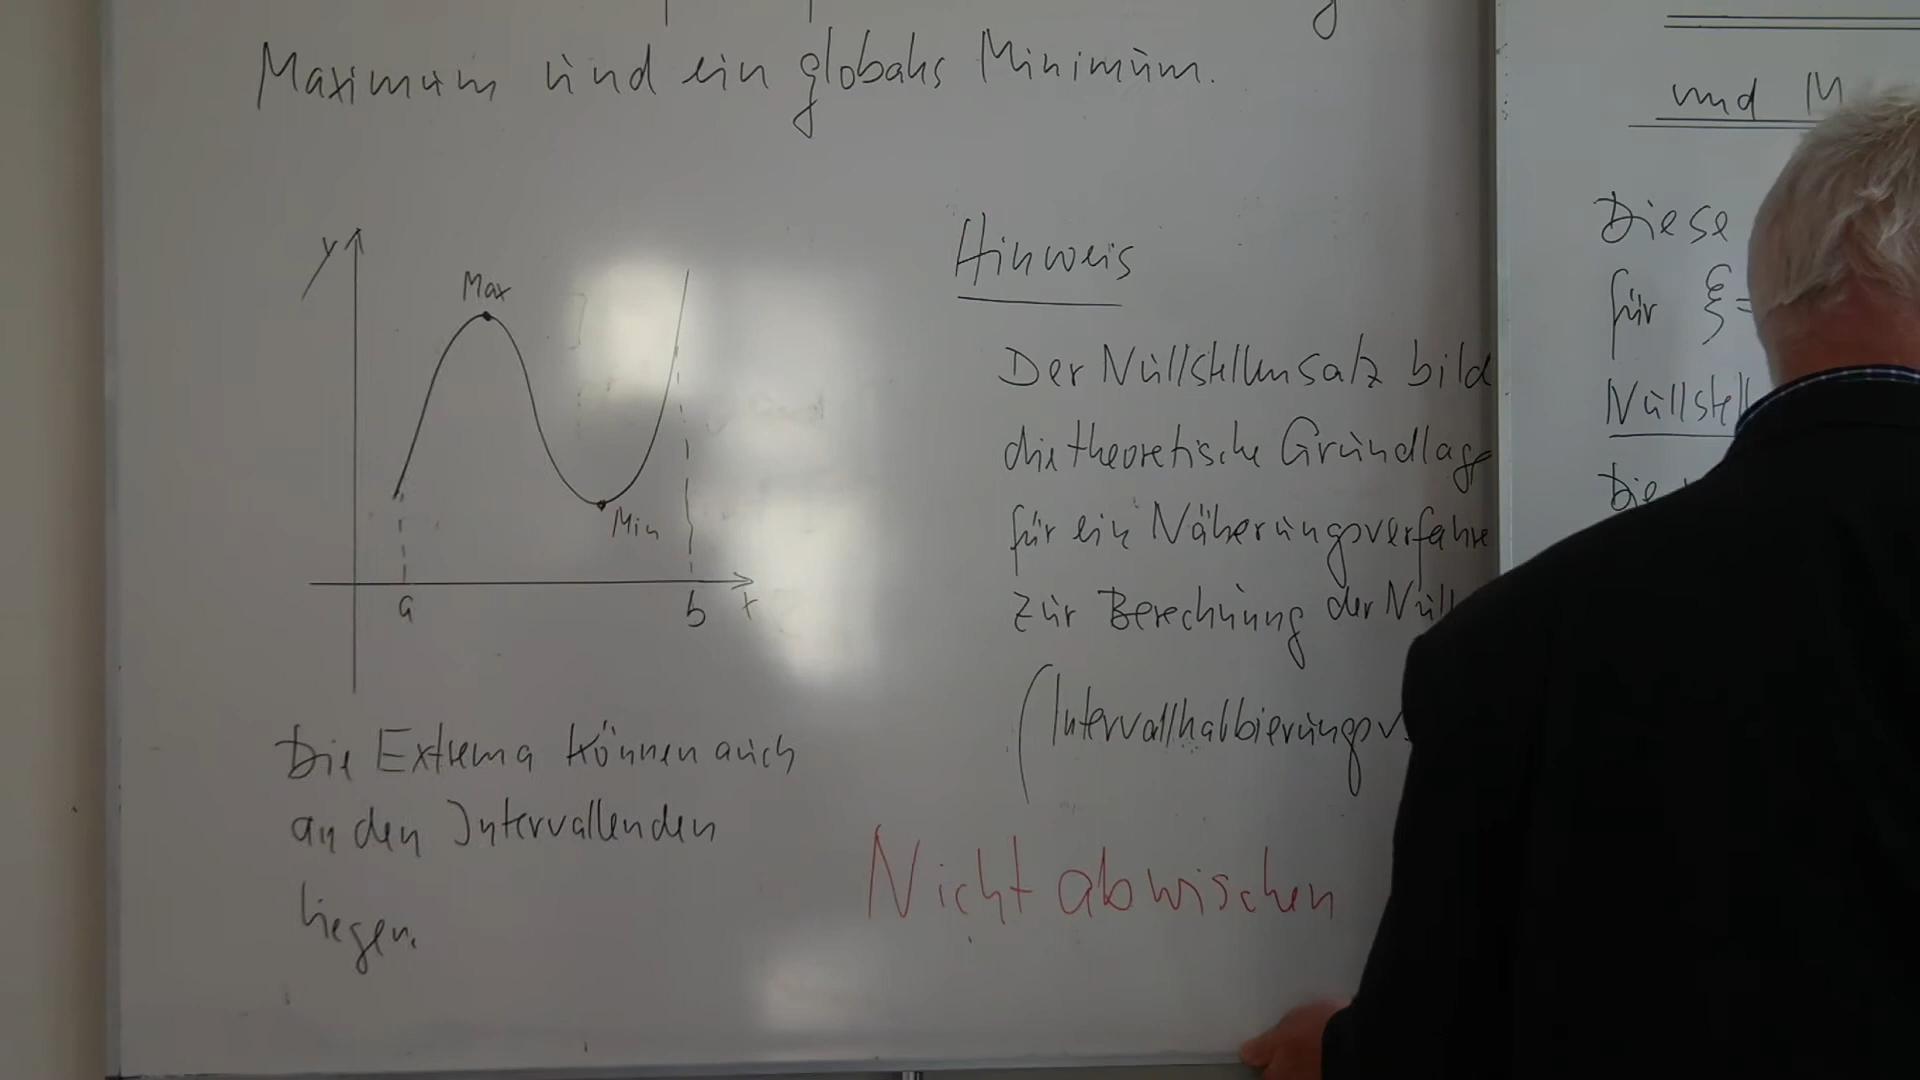 Maximum und ein globales Minimum.
y
Max
Min
a
b
x
Die Extrema können auch
an den Intervallenden
liegen.
Hinweis
Der Nullstellensatz bild
die theoretische Grundlage
für ein Näherungsverfahre
zur Berechnung der Null
(Intervallhalbierungsv
Nicht abwischen
und M
Diese
für ξ=
Nullstell
Die